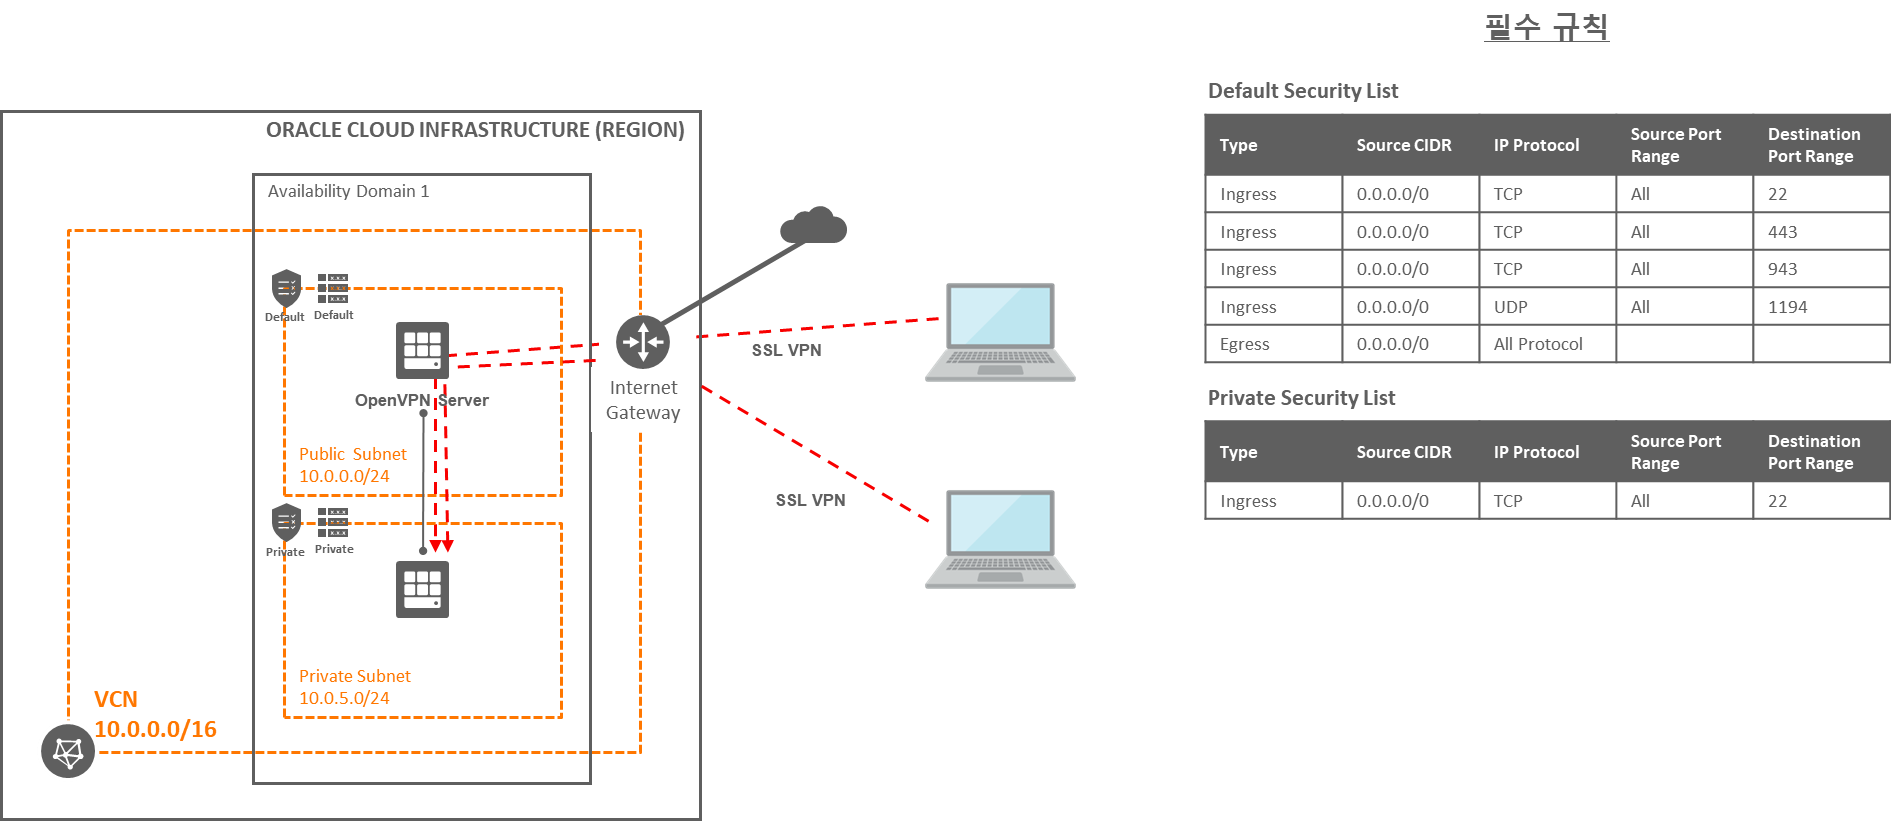 필수 규칙
ORACLE CLOUD INFRASTRUCTURE (REGION)
Availability Domain 1
Default
Default
OpenVPN Server
Public Subnet
10.0.0.0/24
Private
Private
Private Subnet
10.0.5.0/24
VCN
10.0.0.0/16
Internet
Gateway
SSL VPN
SSL VPN
Default Security List
Type Source CIDR IP Protocol Source Port Range Destination Port Range
Ingress 0.0.0.0/0 TCP All 22
Ingress 0.0.0.0/0 TCP All 443
Ingress 0.0.0.0/0 TCP All 943
Ingress 0.0.0.0/0 UDP All 1194
Egress 0.0.0.0/0 All Protocol
Private Security List
Type Source CIDR IP Protocol Source Port Range Destination Port Range
Ingress 0.0.0.0/0 TCP All 22